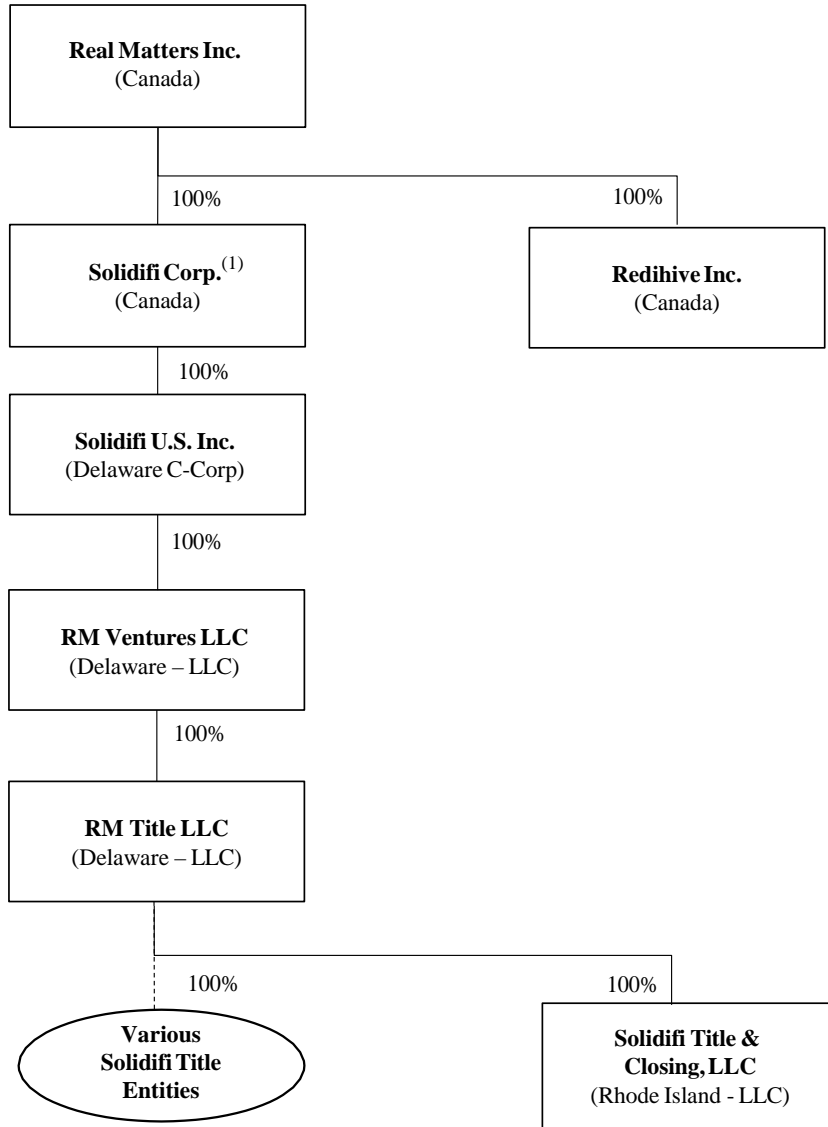 Real Matters Inc.
(Canada)
100%
100%
Solidifi Corp.(1)
(Canada)
Redihive Inc.
(Canada)
100%
Solidifi U.S. Inc.
(Delaware C-Corp)
100%
RM Ventures LLC
(Delaware – LLC)
100%
RM Title LLC
(Delaware – LLC)
100%
100%
Various
Solidifi Title
Entities
Solidifi Title &
Closing, LLC
(Rhode Island - LLC)